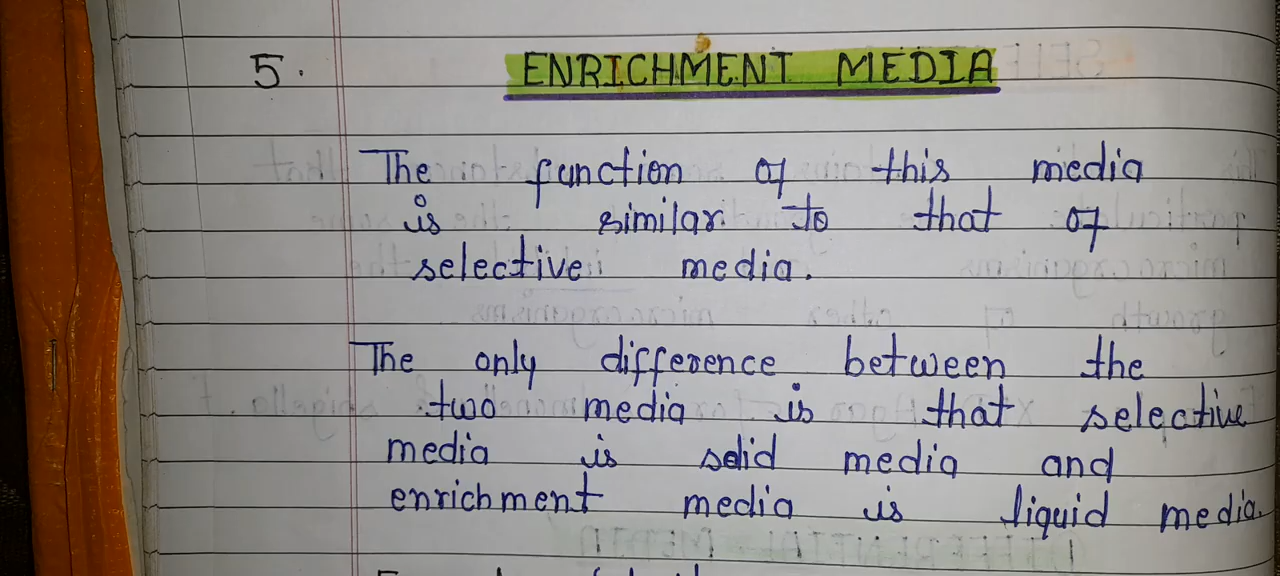 5. ENRICHMENT MEDIA
The function of this media
is similar to that of
selective media.
The only difference between the
two media is that selective
media is solid media and
enrichment media is liquid media.